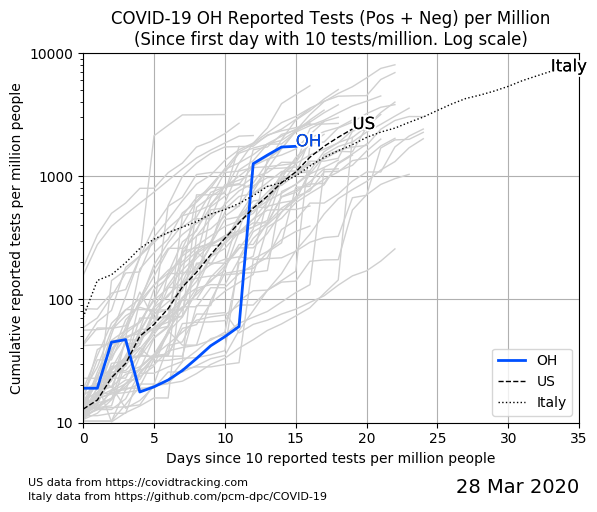 COVID-19 OH Reported Tests (Pos + Neg) per Million
(Since first day with 10 tests/million. Log scale)
Cumulative reported tests per million people
10000
1000
100
10
Italy
US
OH
OH
US
Italy
0 5 10 15 20 25 30 35
Days since 10 reported tests per million people
US data from https://covidtracking.com
Italy data from https://github.com/pcm-dpc/COVID-19
28 Mar 2020